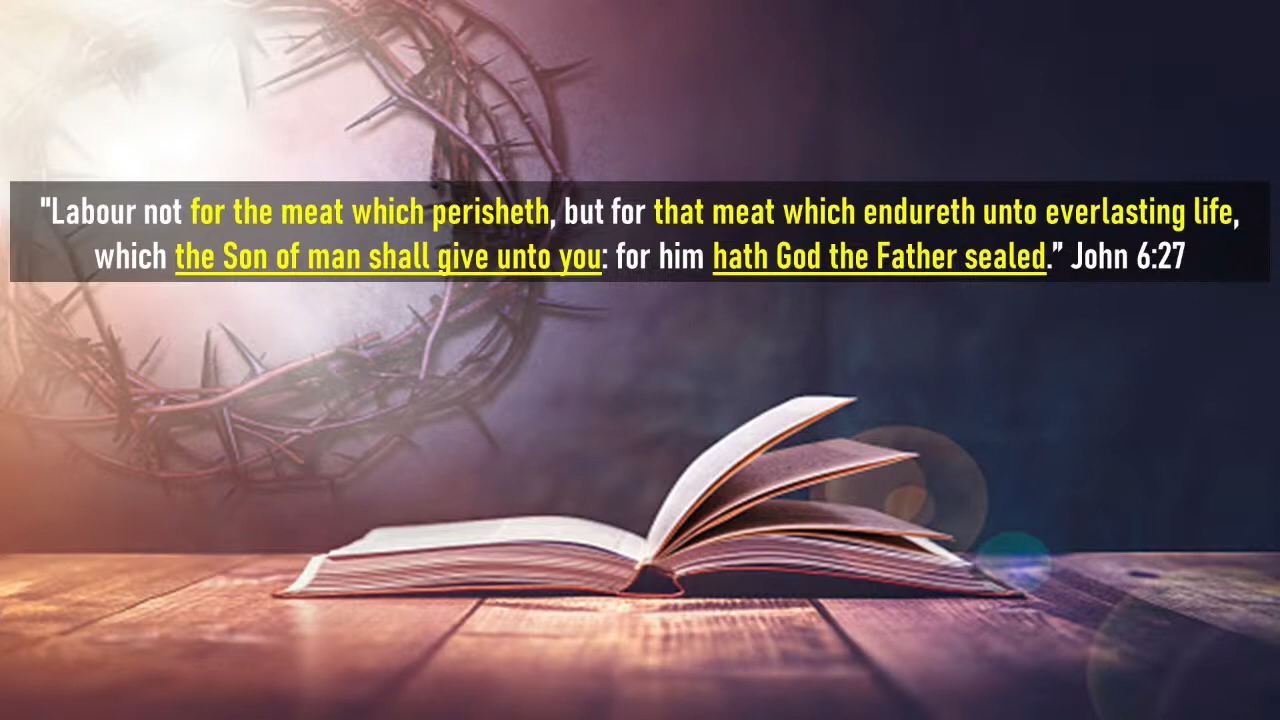 "Labour not for the meat which perisheth, but for that meat which endureth unto everlasting life,
which the Son of man shall give unto you: for him hath God the Father sealed.” John 6:27